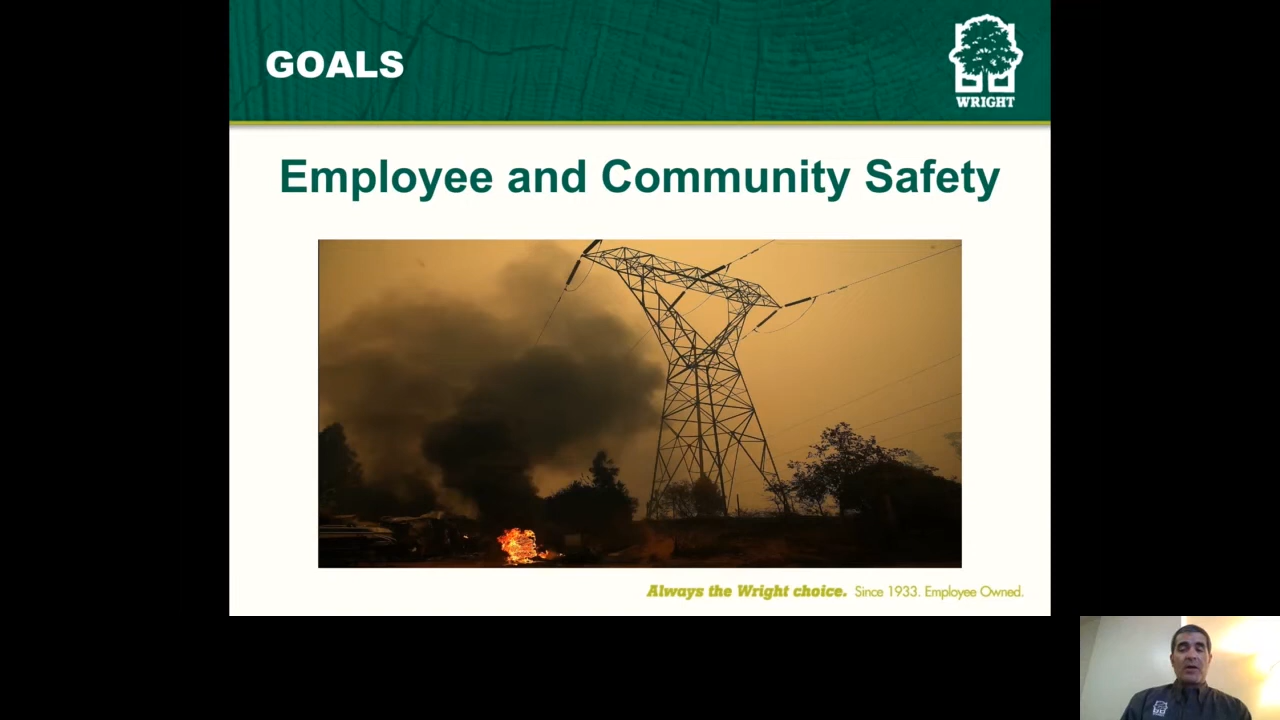 GOALS
WRIGHT
Employee and Community Safety
Always the Wright choice. Since 1933. Employee Owned.